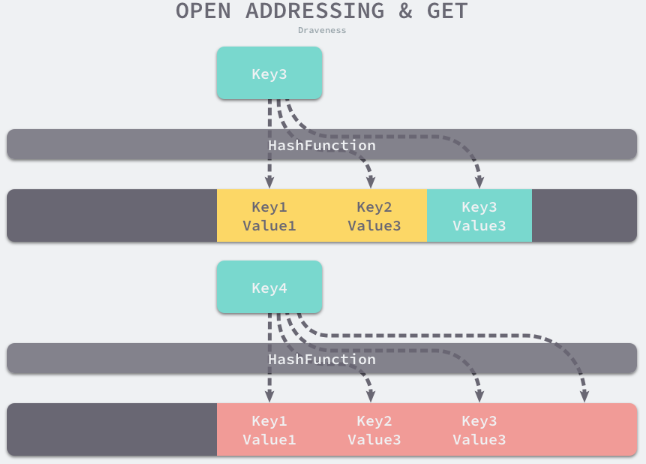 OPEN ADDRESSING & GET
Draveness
Key3
HashFunction
Key1 Key2 Key3
Value1 Value3 Value3
Key4
HashFunction
Key1 Key2 Key3
Value1 Value3 Value3